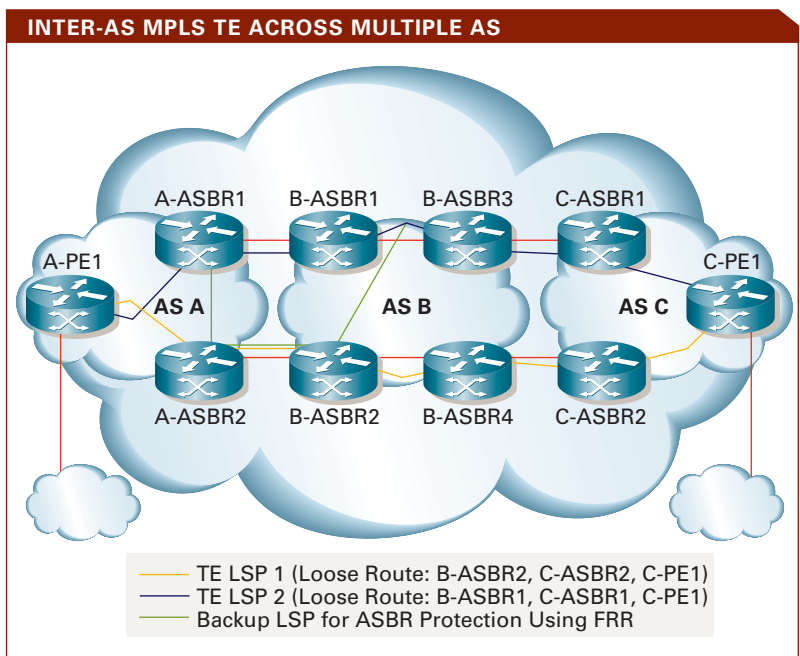 INTER-AS MPLS TE ACROSS MULTIPLE AS
A-ASBR1
B-ASBR1
B-ASBR3
C-ASBR1
A-PE1
C-PE1
AS A
AS B
AS C
A-ASBR2
B-ASBR2
B-ASBR4
C-ASBR2
TE LSP 1 (Loose Route: B-ASBR2, C-ASBR2, C-PE1)
TE LSP 2 (Loose Route: B-ASBR1, C-ASBR1, C-PE1)
Backup LSP for ASBR Protection Using FRR